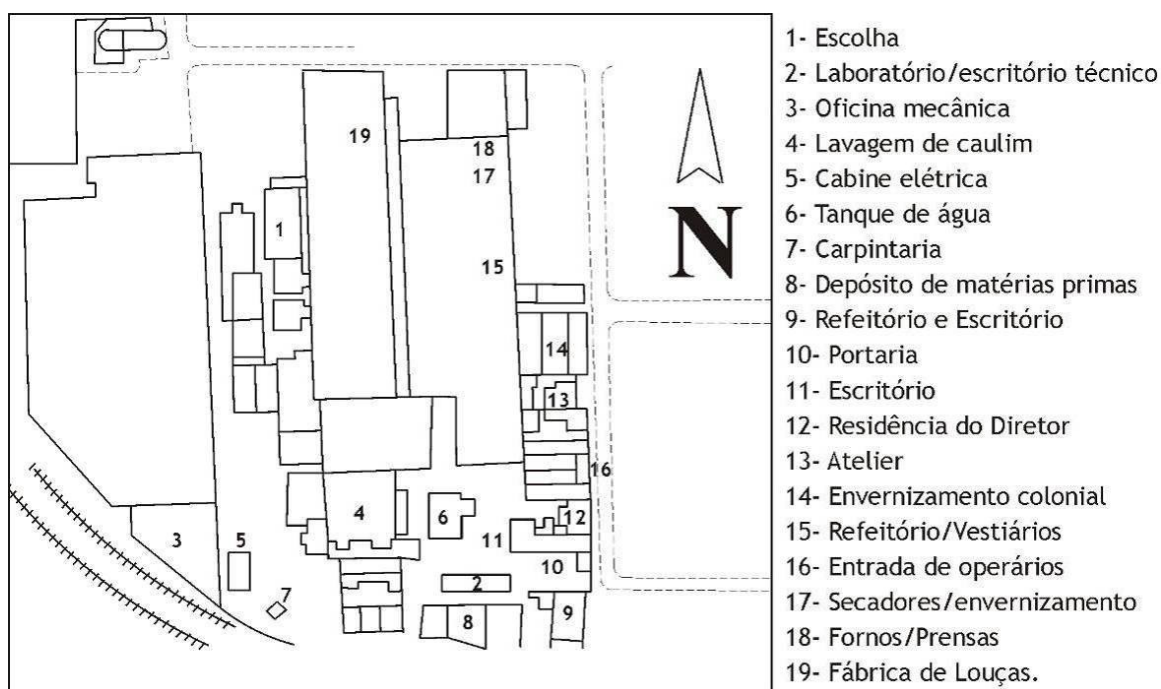 19
18
17
1
15
14
13
16
4
6
12
11
3
5
10
2
7
8
9
N
1- Escolha
2- Laboratório/escritório técnico
3- Oficina mecânica
4- Lavagem de caulim
5- Cabine elétrica
6- Tanque de água
7- Carpintaria
8- Depósito de matérias primas
9- Refeitório e Escritório
10- Portaria
11- Escritório
12- Residência do Diretor
13- Atelier
14- Envernizamento colonial
15- Refeitório/Vestiários
16- Entrada de operários
17- Secadores/envernizamento
18- Fornos/Prensas
19- Fábrica de Louças.